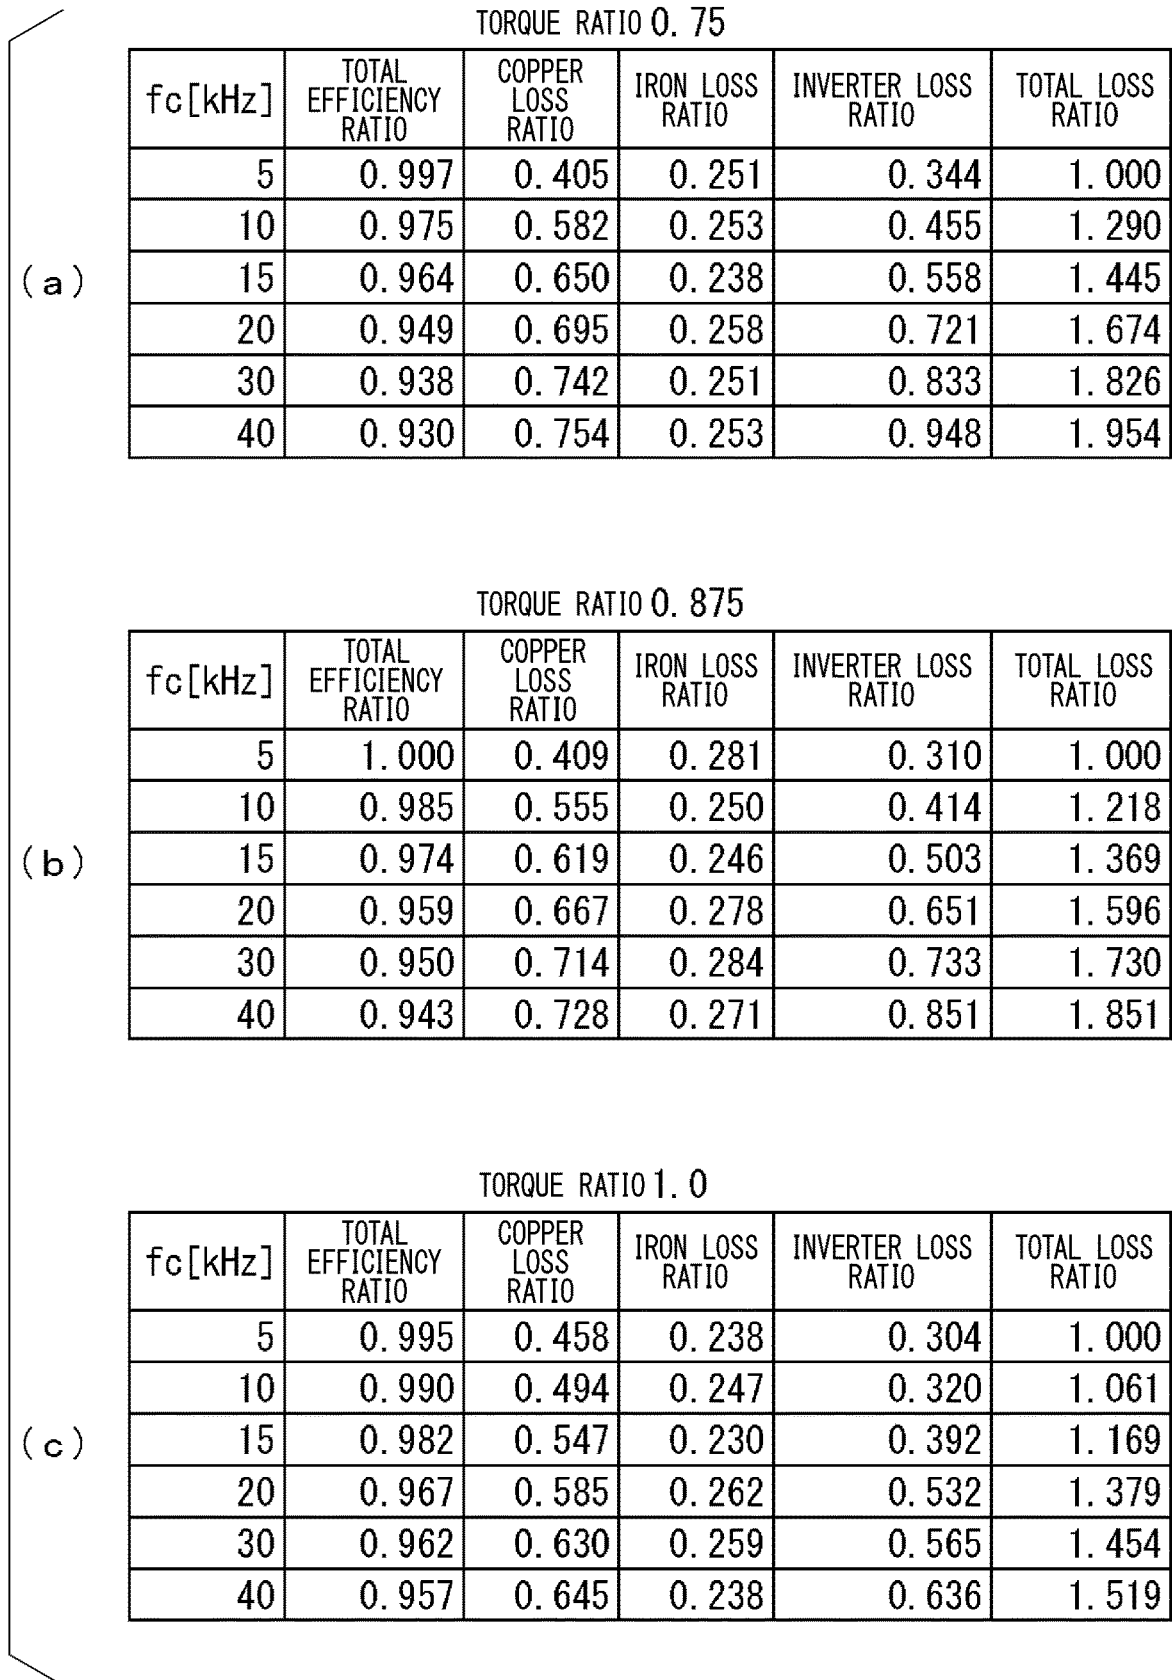 TORQUE RATIO 0.75
fc[kHz] TOTAL EFFICIENCY RATIO COPPER LOSS RATIO IRON LOSS RATIO INVERTER LOSS RATIO TOTAL LOSS RATIO
5 0.997 0.405 0.251 0.344 1.000
10 0.975 0.582 0.253 0.455 1.290
(a) 15 0.964 0.650 0.238 0.558 1.445
20 0.949 0.695 0.258 0.721 1.674
30 0.938 0.742 0.251 0.833 1.826
40 0.930 0.754 0.253 0.948 1.954
TORQUE RATIO 0.875
fc[kHz] TOTAL EFFICIENCY RATIO COPPER LOSS RATIO IRON LOSS RATIO INVERTER LOSS RATIO TOTAL LOSS RATIO
5 1.000 0.409 0.281 0.310 1.000
10 0.985 0.555 0.250 0.414 1.218
(b) 15 0.974 0.619 0.246 0.503 1.369
20 0.959 0.667 0.278 0.651 1.596
30 0.950 0.714 0.284 0.733 1.730
40 0.943 0.728 0.271 0.851 1.851
TORQUE RATIO 1.0
fc[kHz] TOTAL EFFICIENCY RATIO COPPER LOSS RATIO IRON LOSS RATIO INVERTER LOSS RATIO TOTAL LOSS RATIO
5 0.995 0.458 0.238 0.304 1.000
10 0.990 0.494 0.247 0.320 1.061
(c) 15 0.982 0.547 0.230 0.392 1.169
20 0.967 0.585 0.262 0.532 1.379
30 0.962 0.630 0.259 0.565 1.454
40 0.957 0.645 0.238 0.636 1.519